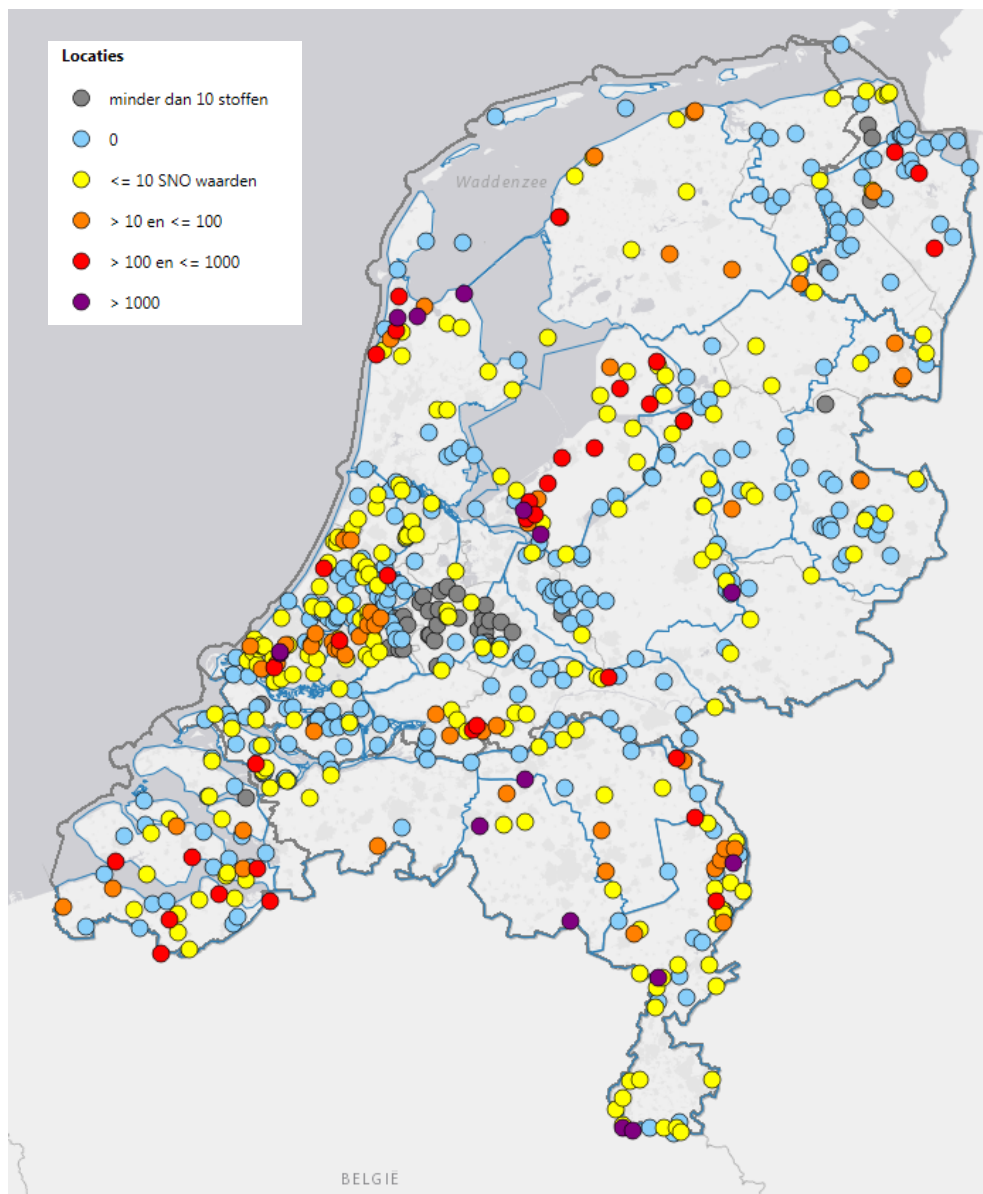 Locaties
minder dan 10 stoffen
0
<= 10 SNO waarden
> 10 en <= 100
> 100 en <= 1000
> 1000
Waddenzee
BELGIË